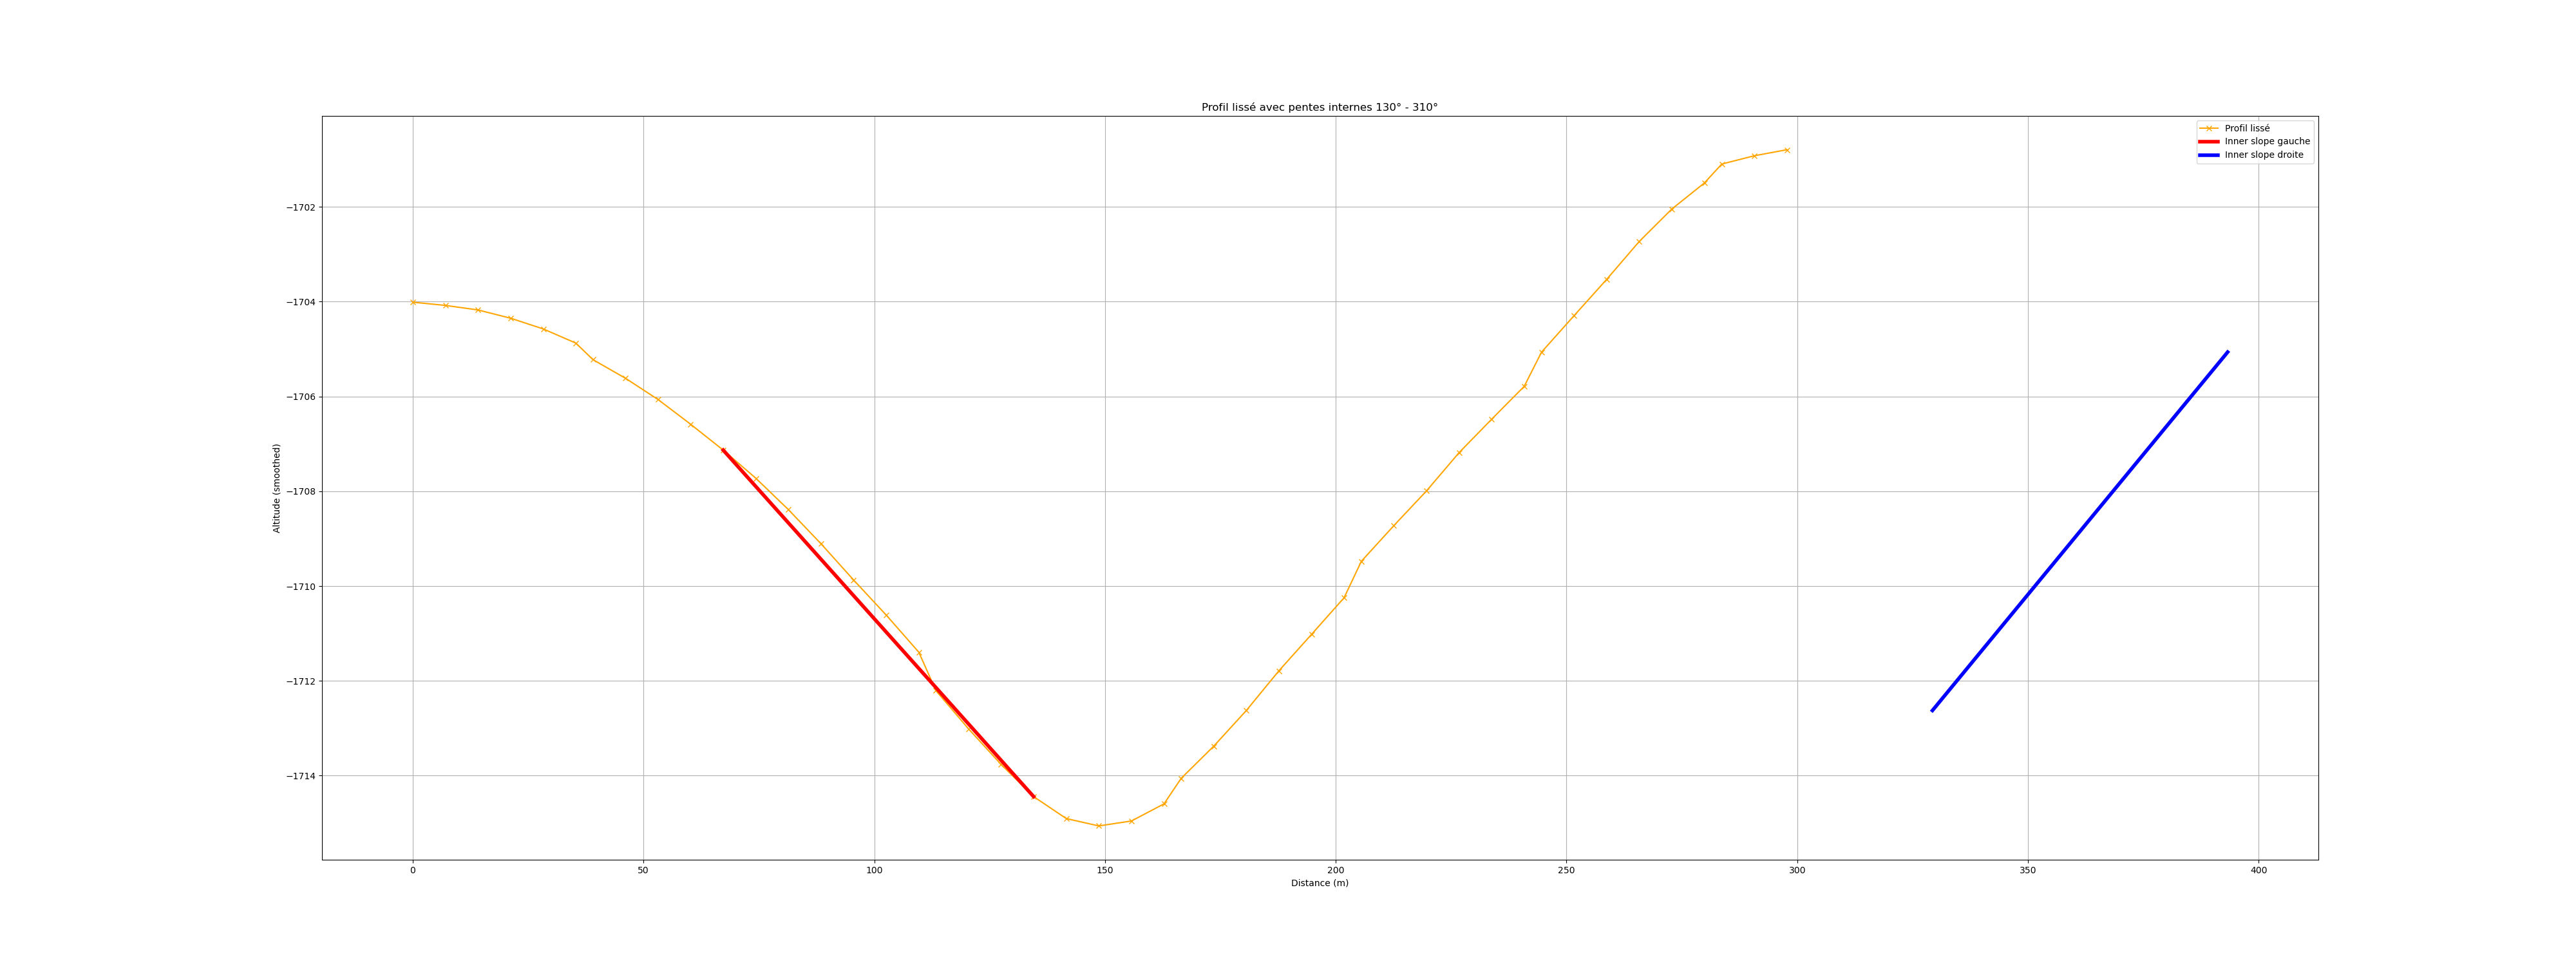 Profil lissé avec pentes internes 130° - 310°
Profil lissé
Inner slope gauche
Inner slope droite
−1702
−1704
−1706
−1708
−1710
−1712
−1714
Altitude (smoothed)
0 50 100 150 200 250 300 350 400
Distance (m)